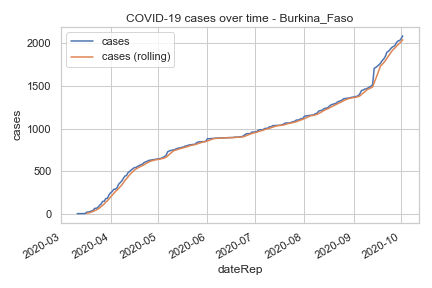 COVID-19 cases over time - Burkina_Faso
cases
cases (rolling)
2000
1500
1000
500
0
cases
2020-03
2020-04
2020-05
2020-06
2020-07
2020-08
2020-09
2020-10
dateRep